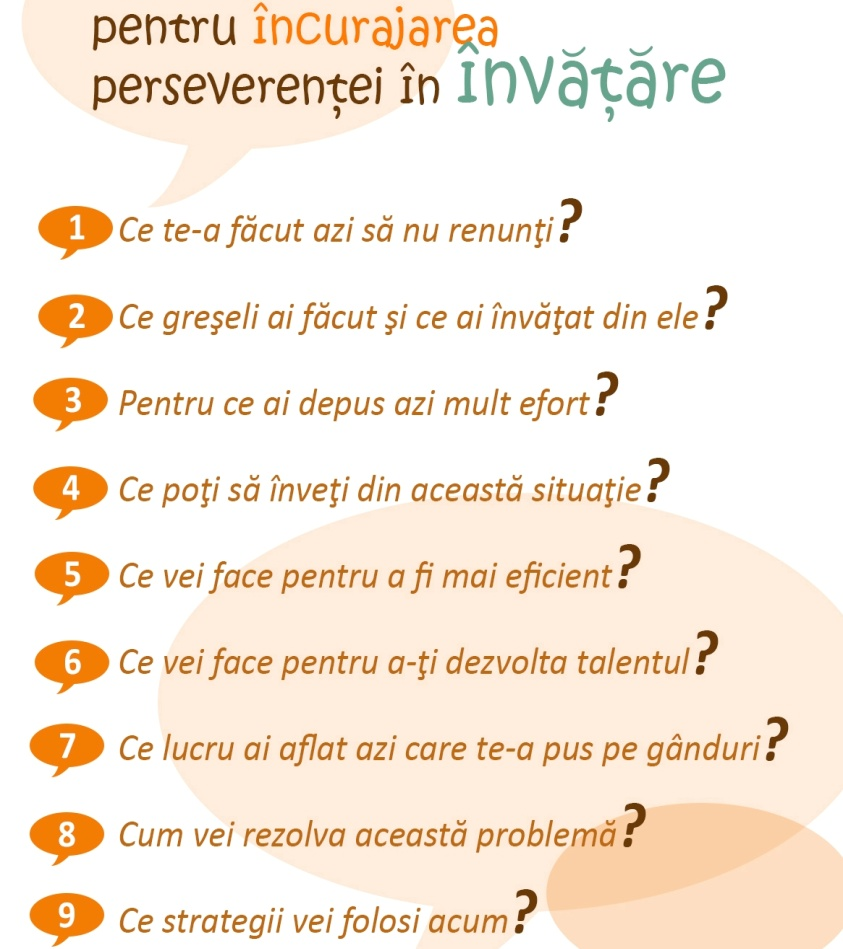 pentru încurajarea
perseverenței în învățăre
1 Ce te-a făcut azi să nu renunţi?
2 Ce greşeli ai făcut şi ce ai învăţat din ele?
3 Pentru ce ai depus azi mult efort?
4 Ce poţi să înveţi din această situaţie?
5 Ce vei face pentru a fi mai eficient?
6 Ce vei face pentru a-ţi dezvolta talentul?
7 Ce lucru ai aflat azi care te-a pus pe gânduri?
8 Cum vei rezolva această problemă?
9 Ce strategii vei folosi acum?